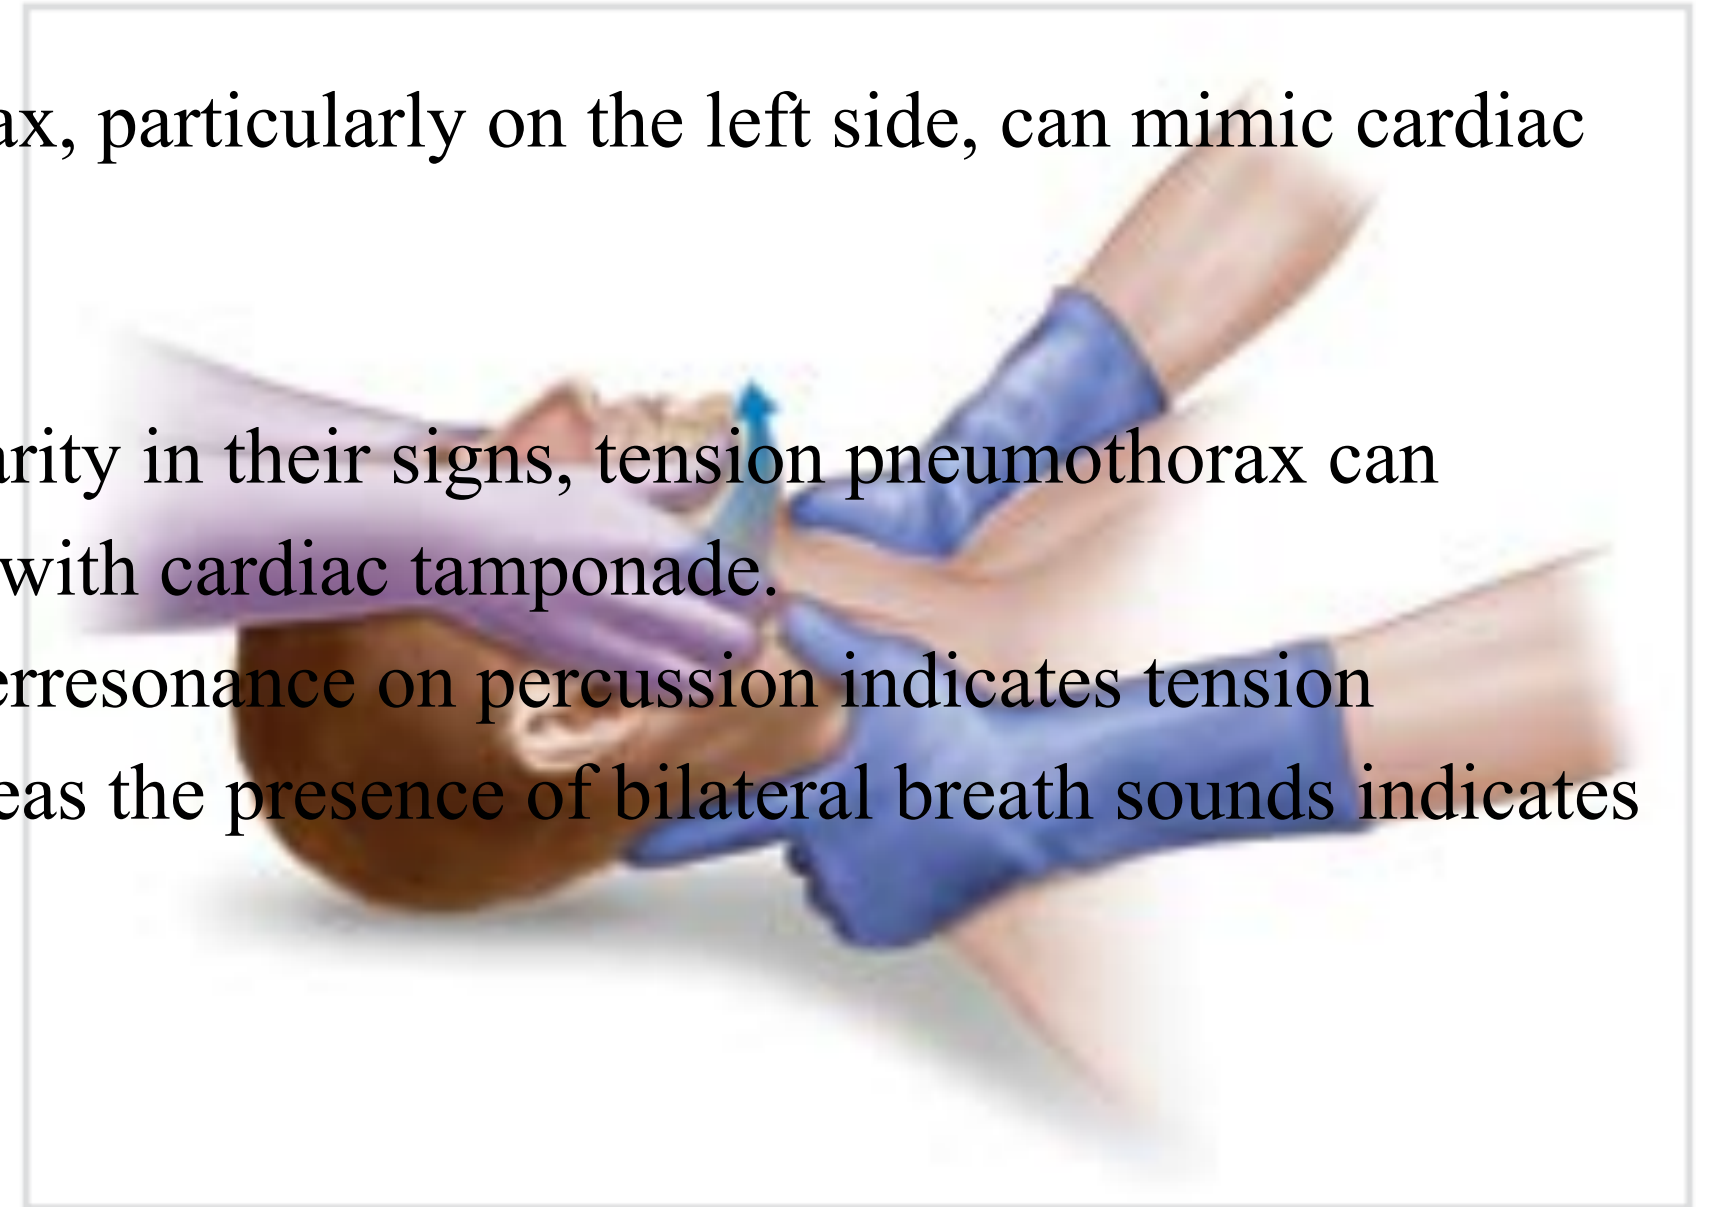 ax, particularly on the left side, can mimic cardiac
arity in their signs, tension pneumothorax can
with cardiac tamponade.
erresonance on percussion indicates tension
eas the presence of bilateral breath sounds indicates